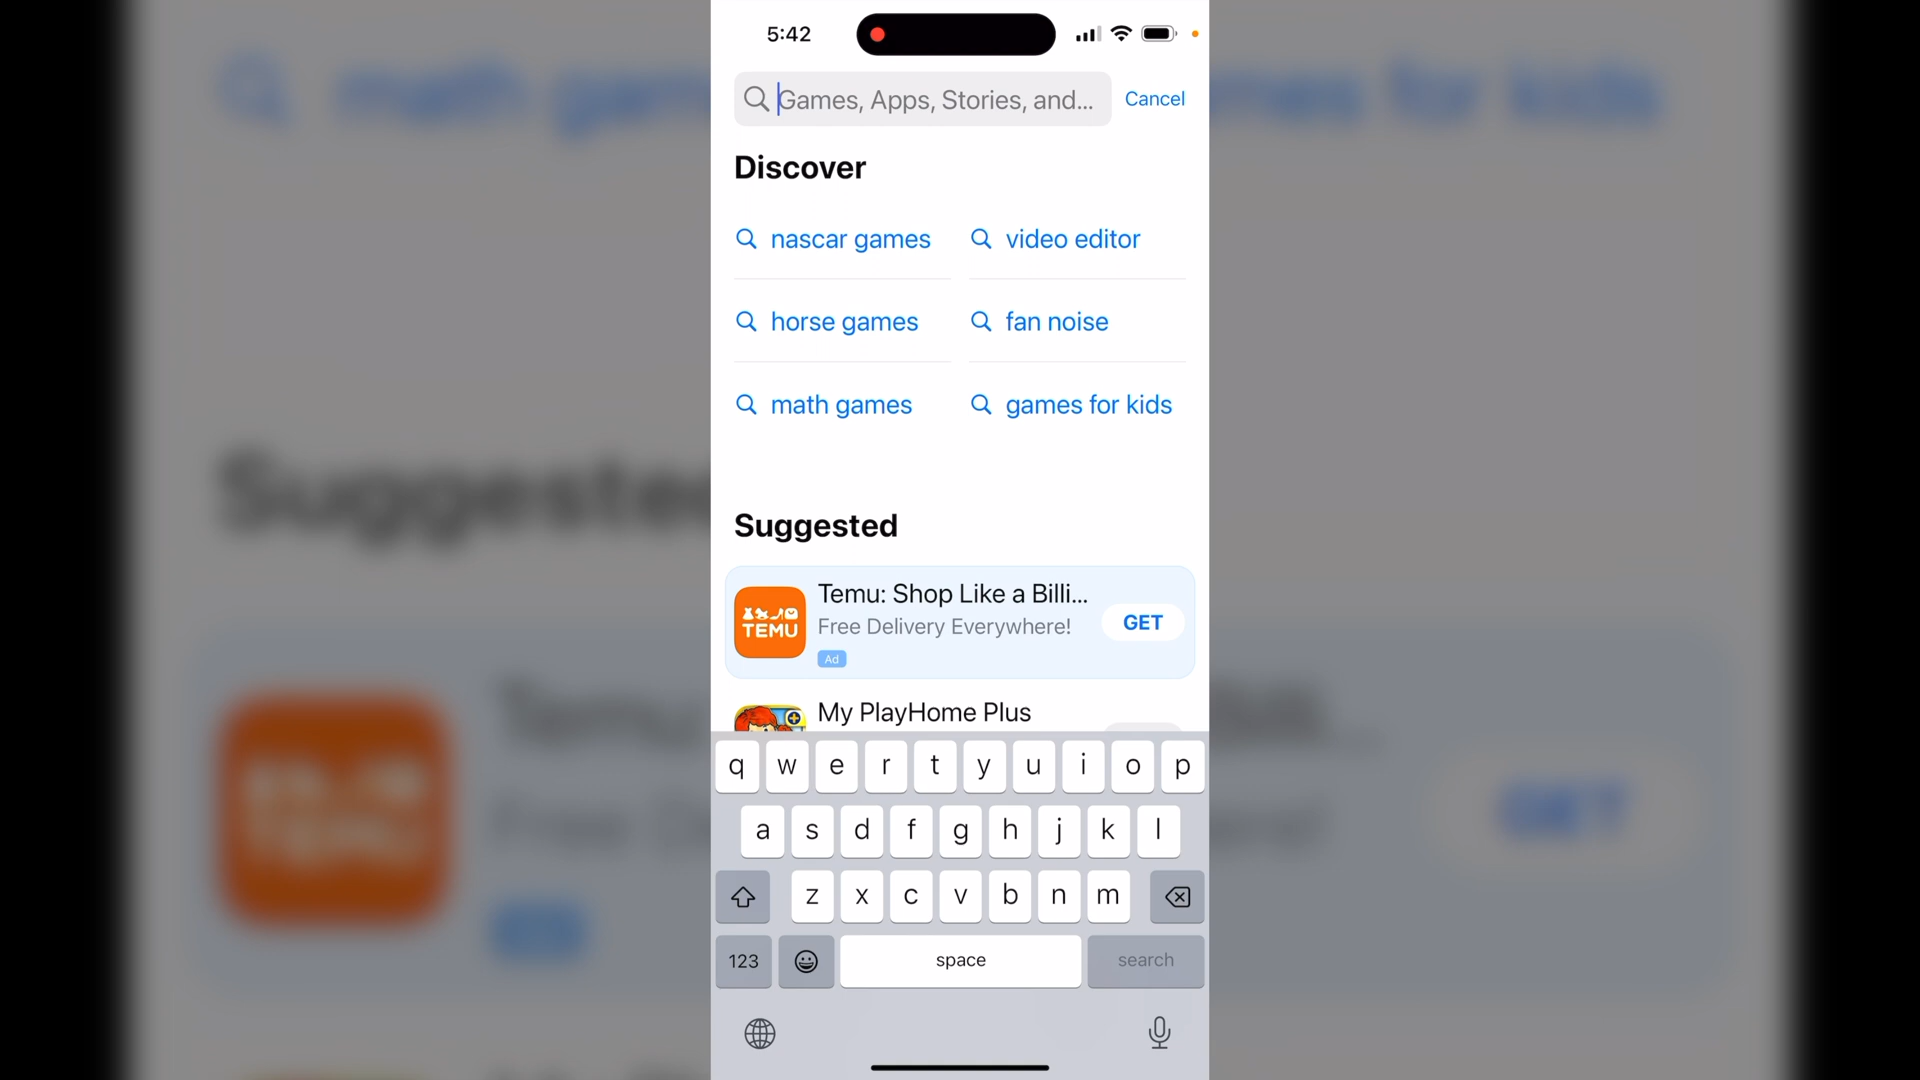 5:42
Games, Apps, Stories, and...
Cancel
Discover
nascar games
video editor
horse games
fan noise
math games
games for kids
Suggested
Temu: Shop Like a Billi...
Free Delivery Everywhere!
Ad
GET
TEMU
My PlayHome Plus
q w e r t y u i o p
a s d f g h j k l
z x c v b n m
123
space
search